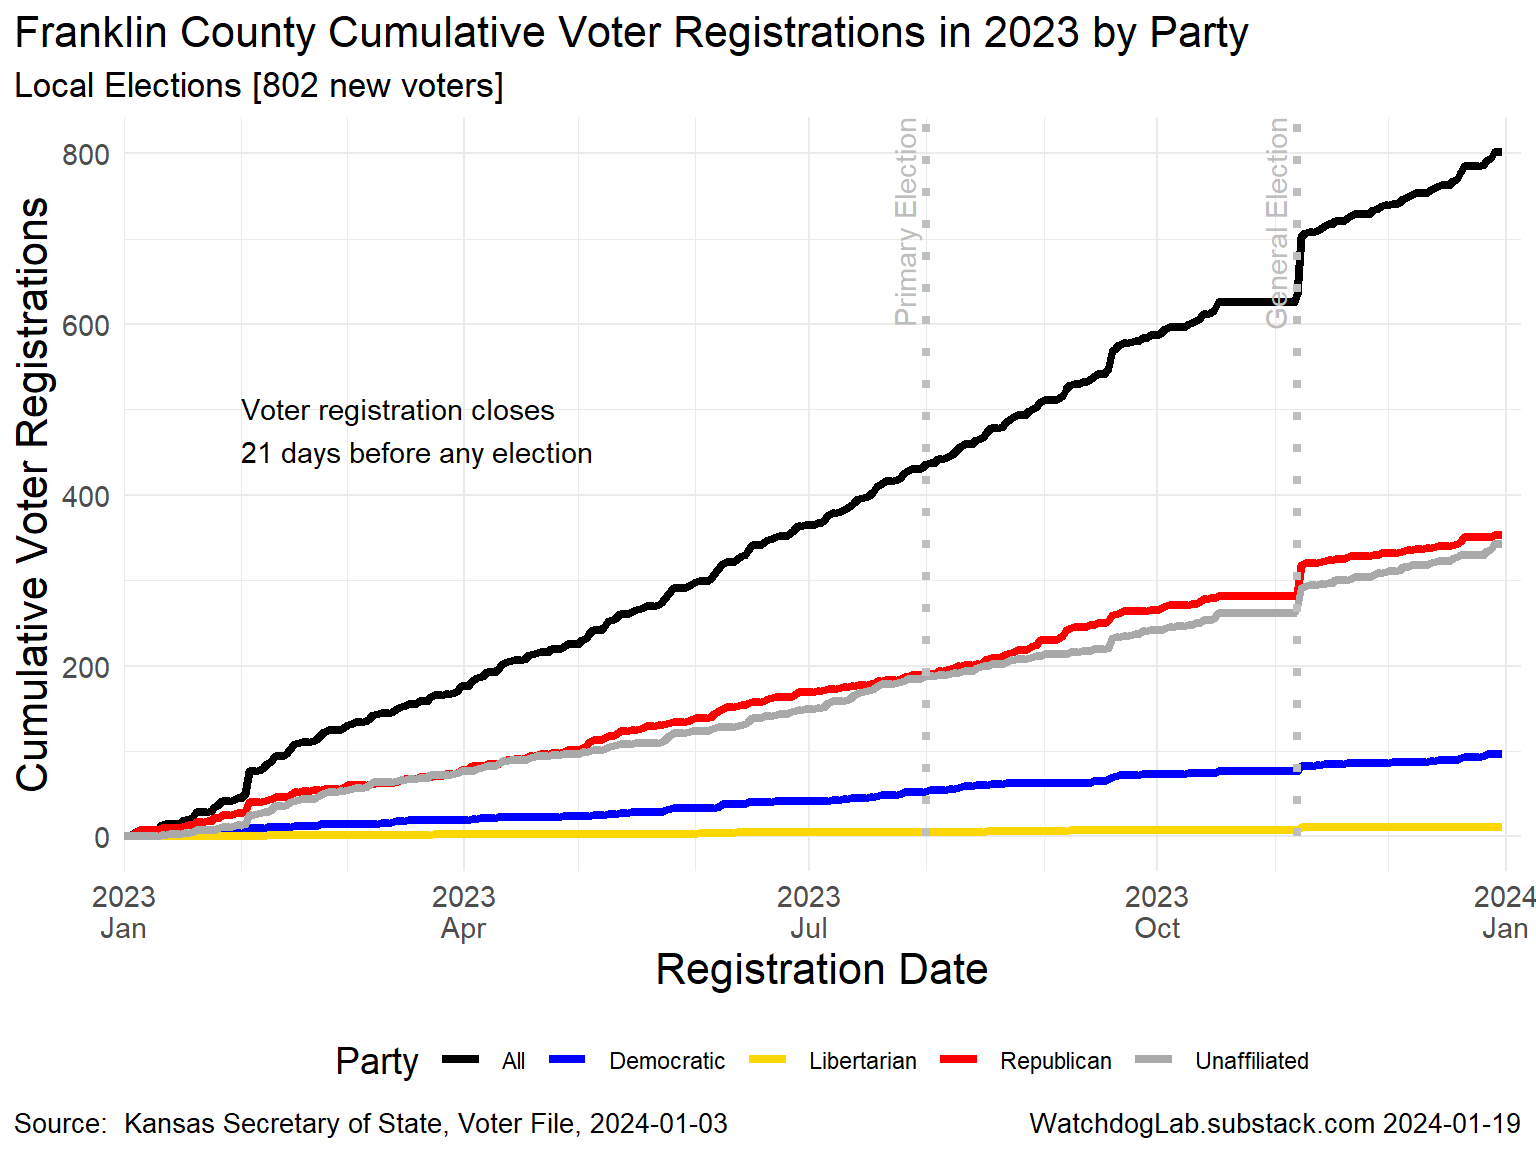 Franklin County Cumulative Voter Registrations in 2023 by Party
Local Elections [802 new voters]
Cumulative Voter Registrations
800
600
400
200
0
Primary Election
General Election
Voter registration closes
21 days before any election
2023 2023 2023 2023 2024
Jan Apr Jul Oct Jan
Registration Date
Party All Democratic Libertarian Republican Unaffiliated
Source:  Kansas Secretary of State, Voter File, 2024-01-03
WatchdogLab.substack.com 2024-01-19